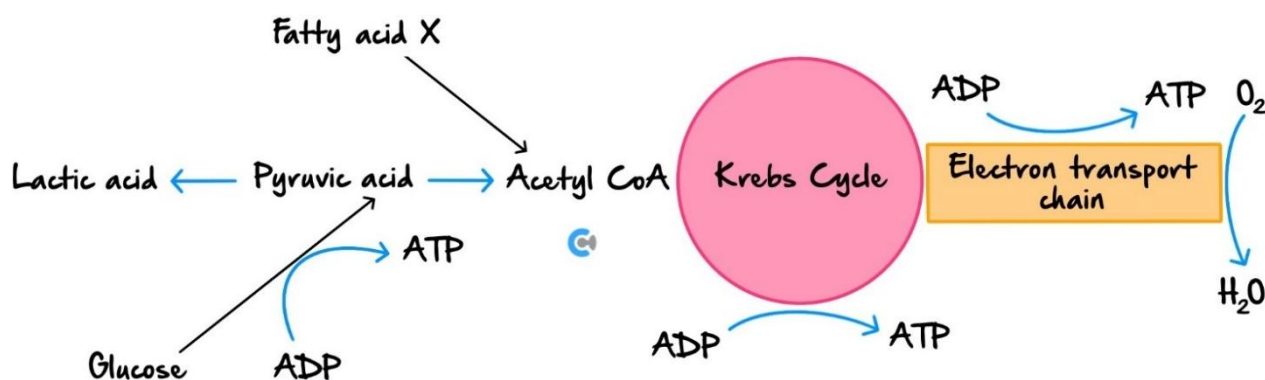 Fatty acid X
ADP
ATP
O₂
Lactic acid
Pyruvic acid
Acetyl CoA
Krebs Cycle
Electron transport
chain
ATP
H₂O
ADP
ATP
Glucose
ADP